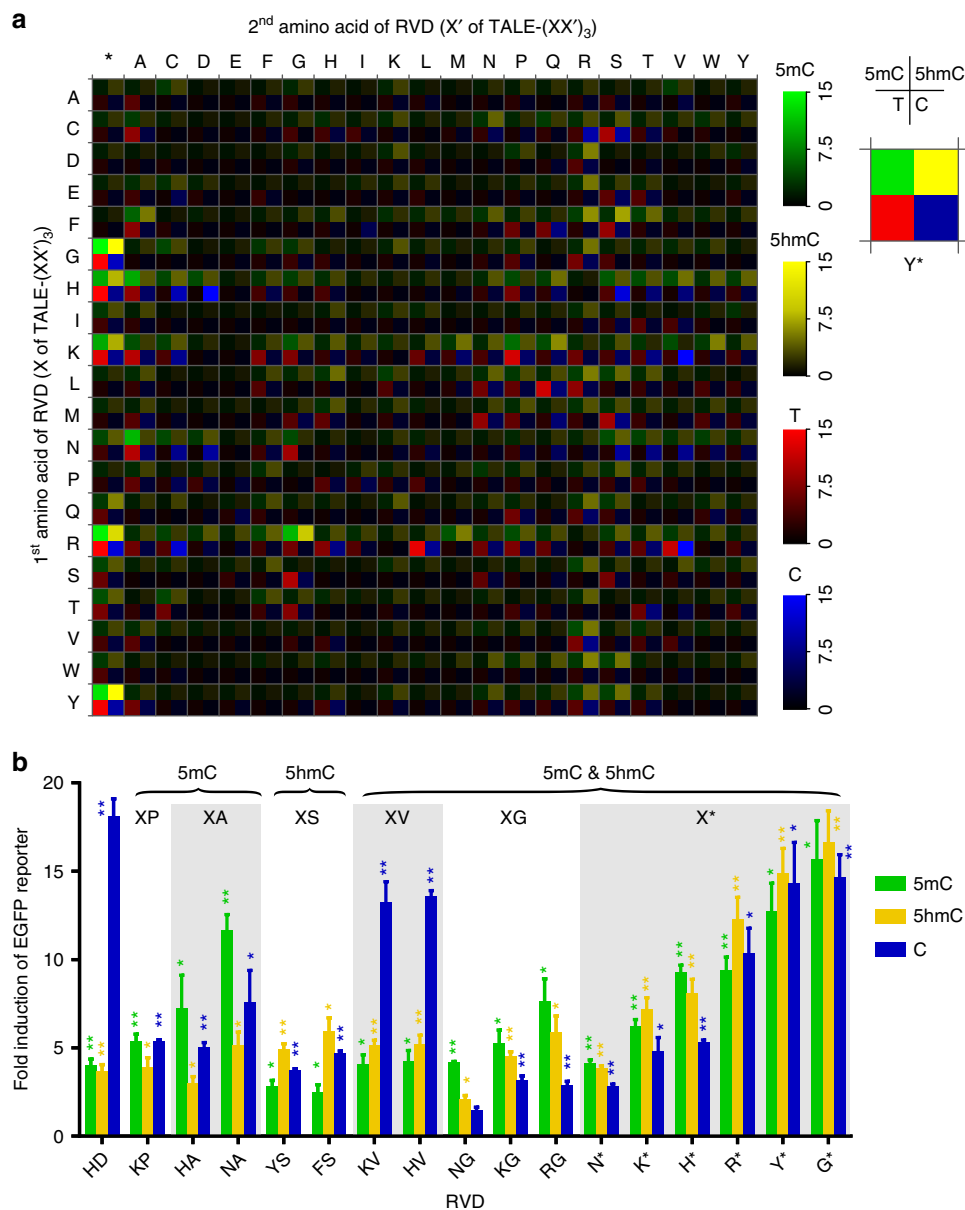 a
2nd amino acid of RVD (X′ of TALE-(XX′)3)
* A C D E F G H I K L M N P Q R S T V W Y
1st amino acid of RVD (X of TALE-(XX′)3)
A
C
D
E
F
G
H
I
K
L
M
N
P
Q
R
S
T
V
W
Y
5mC
15
7.5
0
5hmC
15
7.5
0
T
15
7.5
0
C
15
7.5
0
5mC 5hmC
T C
Y*
b
5mC 5hmC 5mC & 5hmC
XP XA XS XV XG X*
Fold induction of EGFP reporter
20
15
10
5
0
** ** **
** * **
* * **
** * *
* ** **
* * **
* ** **
* ** **
** *
* ** **
* * **
** ** **
** ** *
** ** **
** ** *
* ** *
* ** **
HD KP HA NA YS FS KV HV NG KG RG N* K* H* R* Y* G*
RVD
5mC
5hmC
C